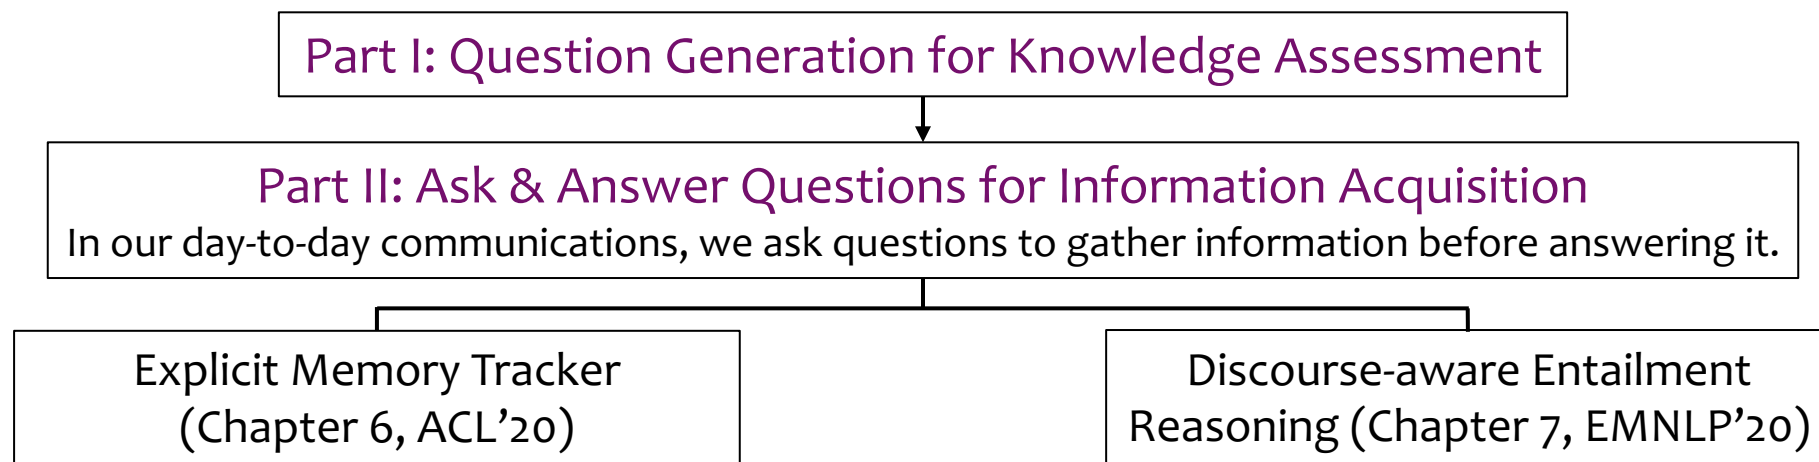 Part I: Question Generation for Knowledge Assessment
Part II: Ask & Answer Questions for Information Acquisition
In our day-to-day communications, we ask questions to gather information before answering it.
Explicit Memory Tracker
(Chapter 6, ACL’20)
Discourse-aware Entailment
Reasoning (Chapter 7, EMNLP’20)